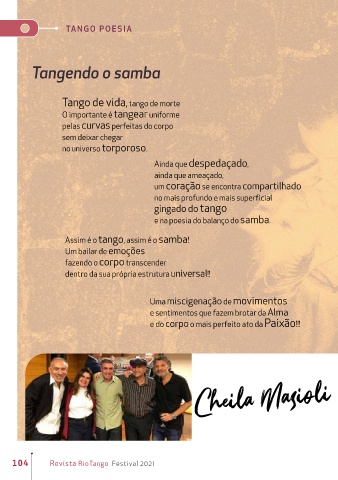 TANGO POESIA
Tangendo o samba
Tango de vida, tango de morte
O importante é tangear uniforme
pelas curvas perfeitas do corpo
sem deixar chegar
no universo torporoso.
Ainda que despedaçado,
ainda que ameaçado,
um coração se encontra compartilhado
no mais profundo e mais superficial
gingado do tango
e na poesia do balanço do samba.
Assim é o tango, assim é o samba!
Um bailar de emoções
fazendo o corpo transcender
dentro da sua própria estrutura universal!!
Uma miscigenação de movimentos
e sentimentos que fazem brotar da Alma
e do corpo o mais perfeito ato da Paixão!!
Cheila Masioli
104 Revista RioTango Festival 2021